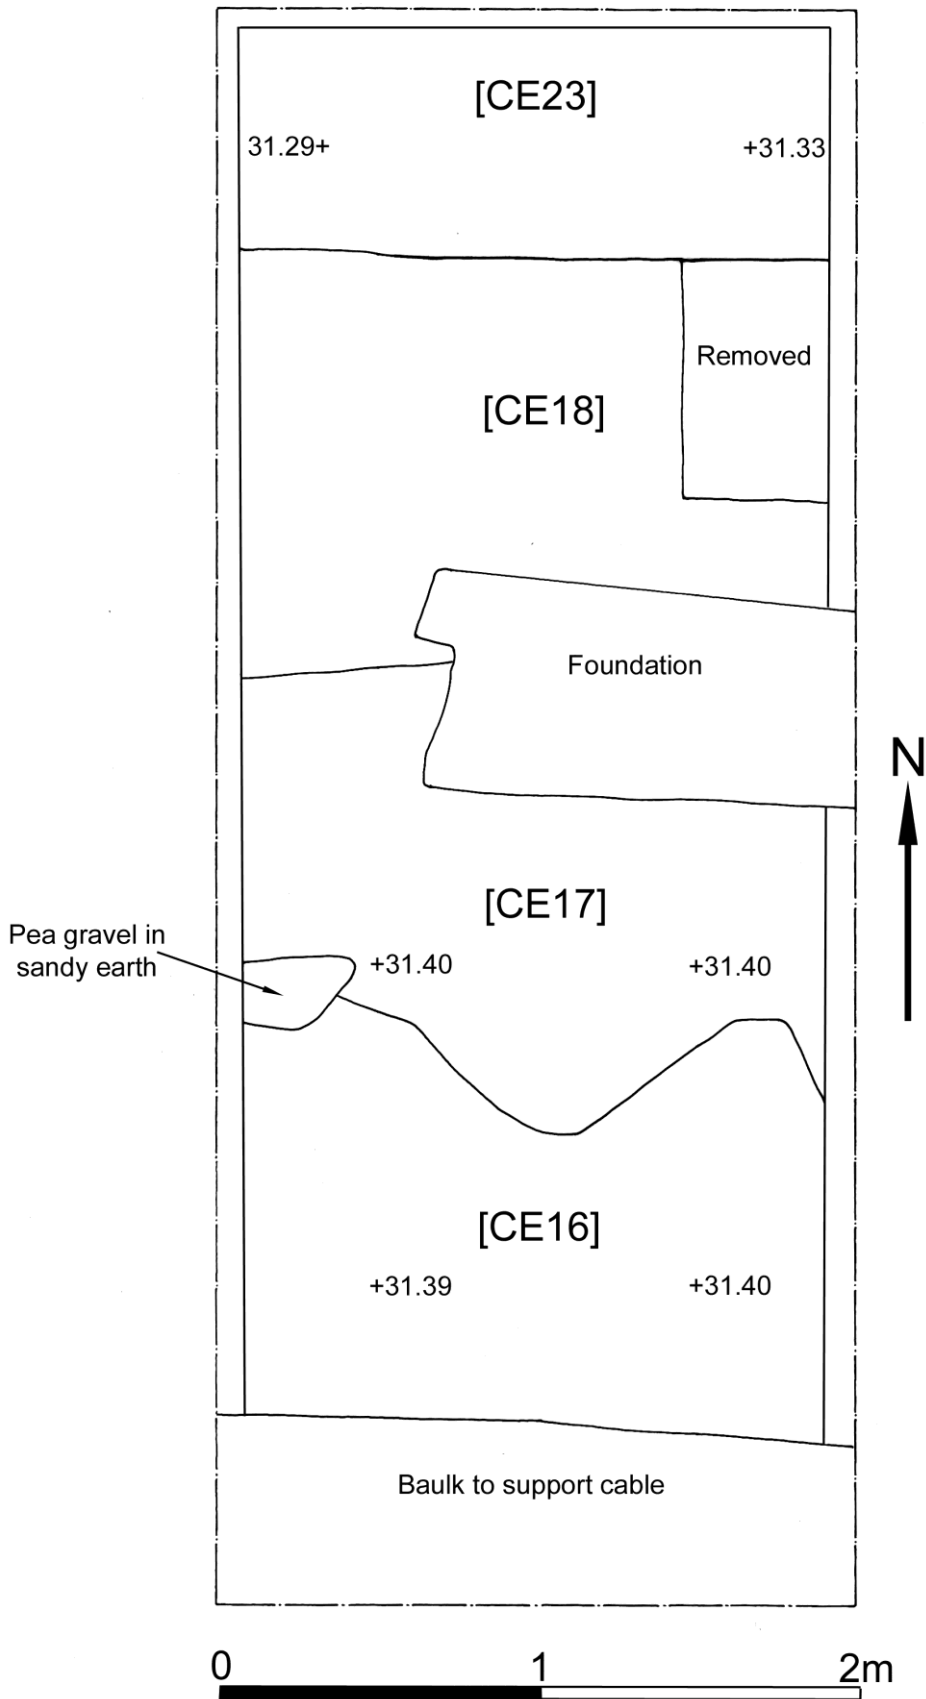 [CE23]
31.29+
+31.33
Removed
[CE18]
Foundation
N
[CE17]
Pea gravel in
sandy earth
+31.40
+31.40
[CE16]
+31.39
+31.40
Baulk to support cable
0
1
2m